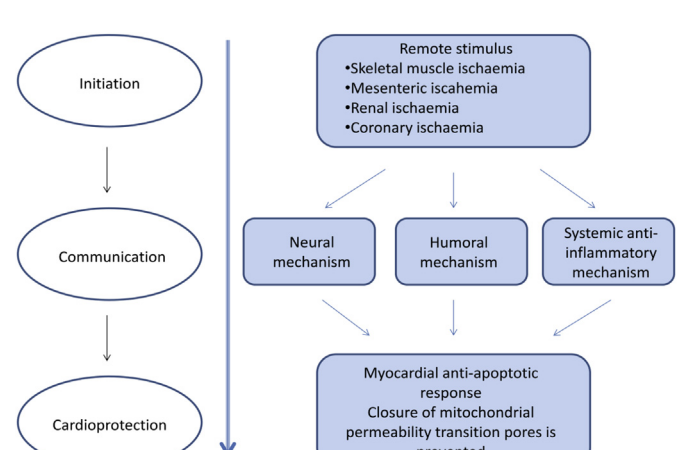 Initiation
Remote stimulus
•Skeletal muscle ischaemia
•Mesenteric iscahemia
•Renal ischaemia
•Coronary ischaemia
Communication
Neural
mechanism
Humoral
mechanism
Systemic anti-
inflammatory
mechanism
Cardioprotection
Myocardial anti-apoptotic
response
Closure of mitochondrial
permeability transition pores is
prevented